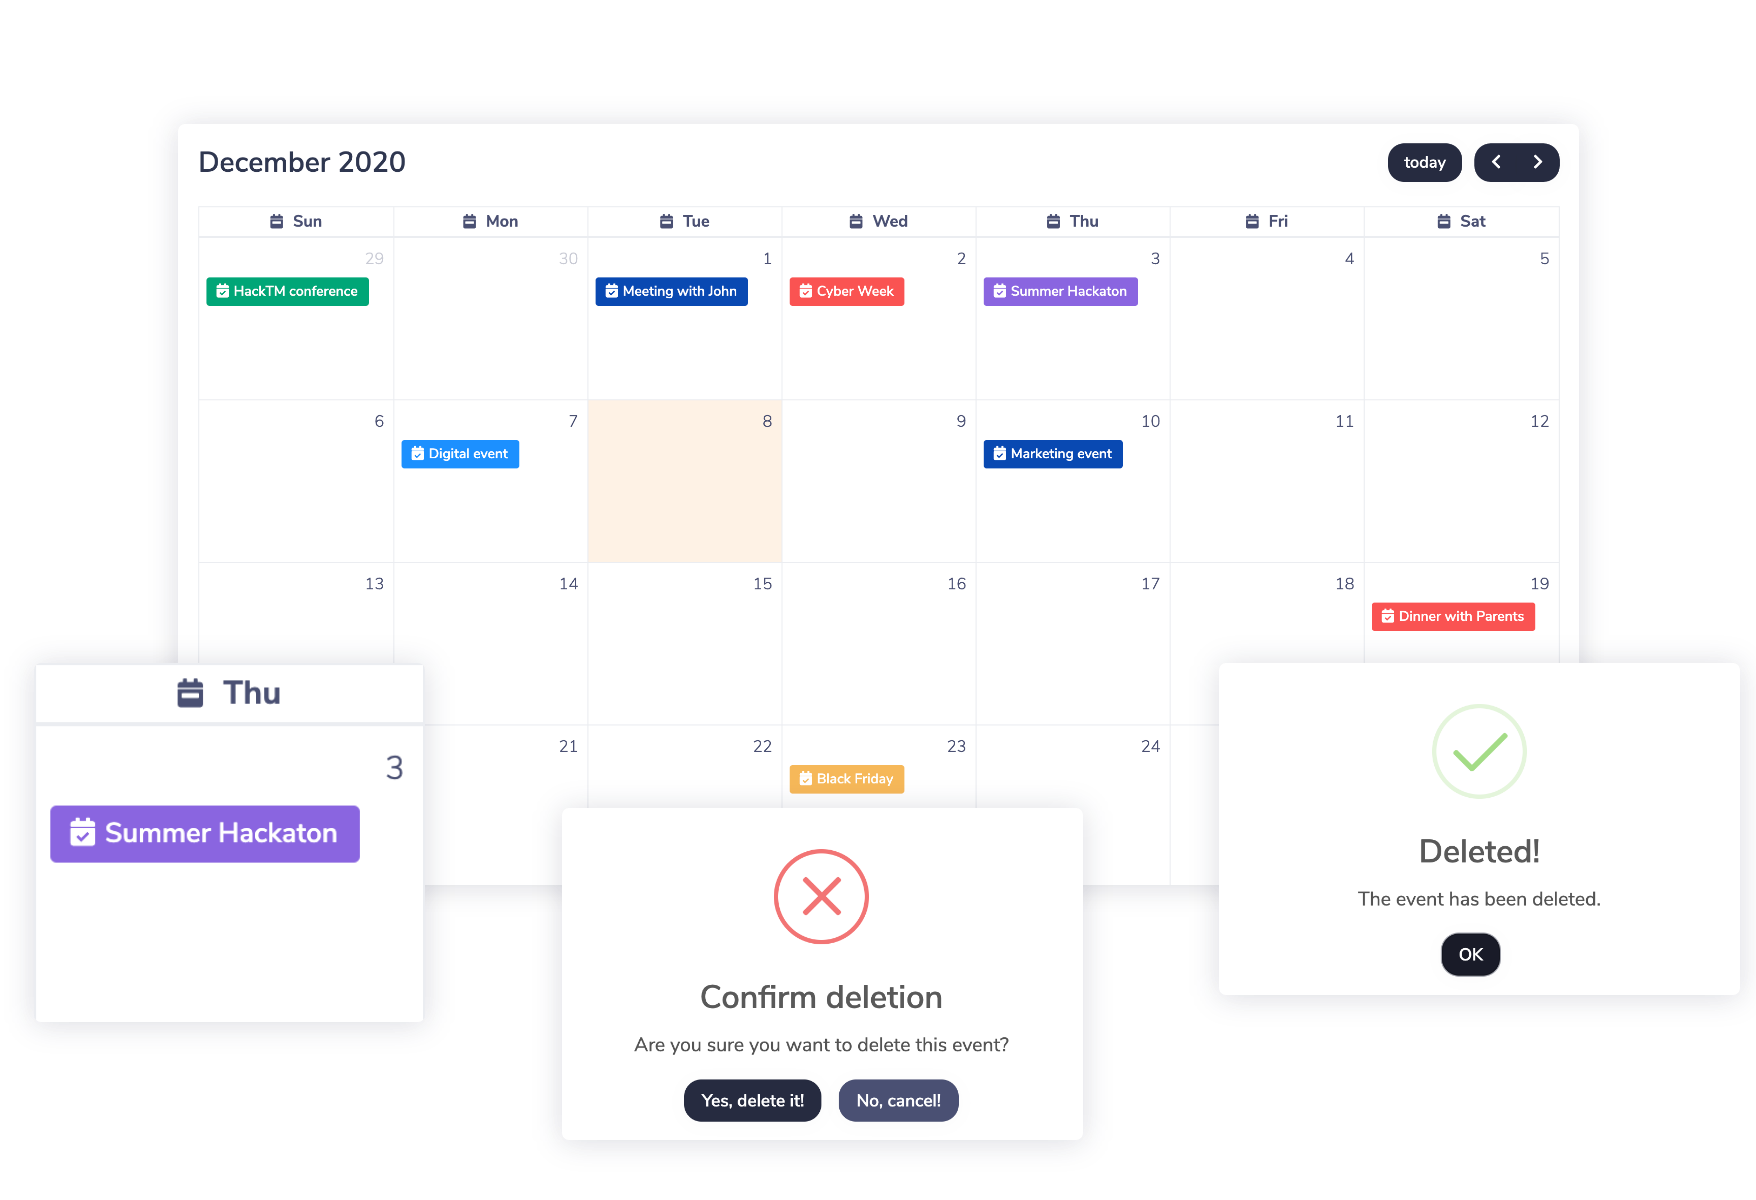 December 2020
today
Sun Mon Tue Wed Thu Fri Sat
29 30 1 2 3 4 5
HackTM conference Meeting with John Cyber Week Summer Hackaton
6 7 8 9 10 11 12
Digital event Marketing event
13 14 15 16 17 18 19
Dinner with Parents
21 22 23 24
Black Friday
Thu
3
Summer Hackaton
Confirm deletion
Are you sure you want to delete this event?
Yes, delete it! No, cancel!
Deleted!
The event has been deleted.
OK